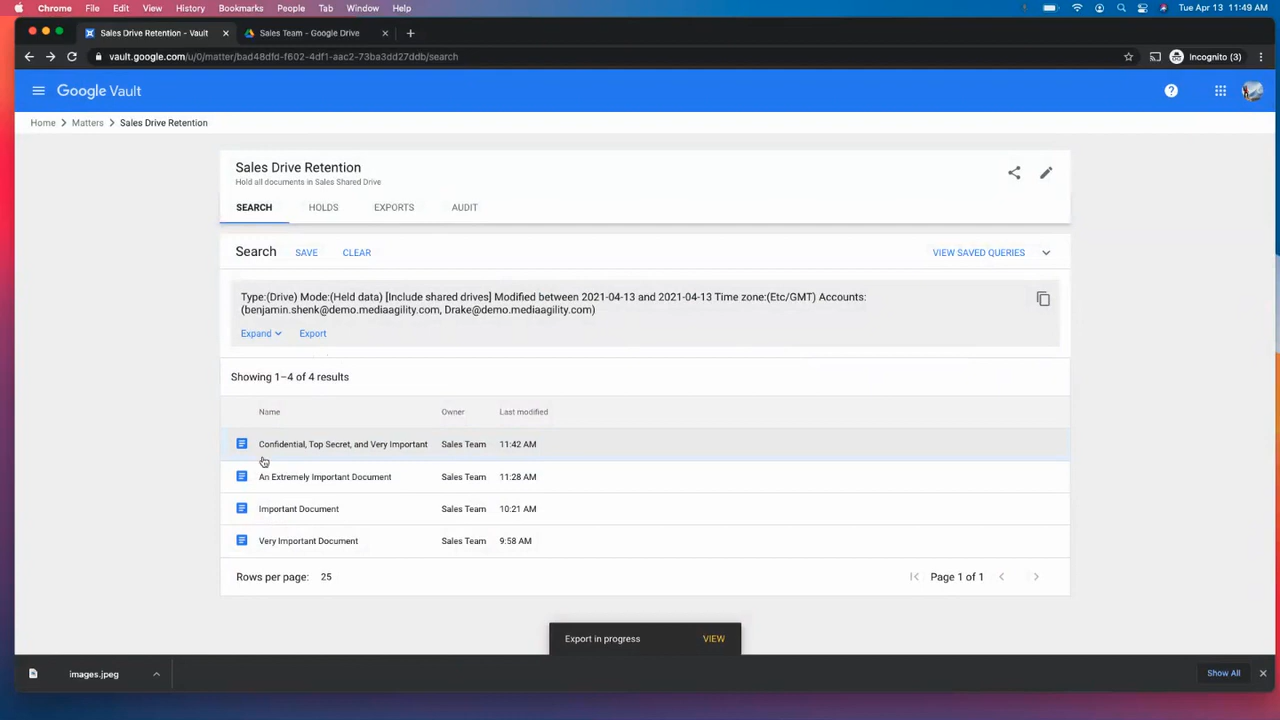 Chrome File Edit View History Bookmarks People Tab Window Help Tue Apr 13 11:49 AM
Sales Drive Retention - Vault Sales Team - Google Drive
vault.google.com/u/0/matter/bad48dfd-f602-4df1-aac2-73ba3dd27ddb/search Incognito (3)
Google Vault
Home Matters Sales Drive Retention
Sales Drive Retention
Hold all documents in Sales Shared Drive
SEARCH HOLDS EXPORTS AUDIT
Search SAVE CLEAR VIEW SAVED QUERIES
Type:(Drive) Mode:(Held data) [Include shared drives] Modified between 2021-04-13 and 2021-04-13 Time zone:(Etc/GMT) Accounts:
(benjamin.shenk@demo.mediaagility.com, Drake@demo.mediaagility.com)
Expand Export
Showing 1–4 of 4 results
Name Owner Last modified
Confidential, Top Secret, and Very Important Sales Team 11:42 AM
An Extremely Important Document Sales Team 11:28 AM
Important Document Sales Team 10:21 AM
Very Important Document Sales Team 9:58 AM
Rows per page: 25 Page 1 of 1
Export in progress VIEW
images.jpeg Show All